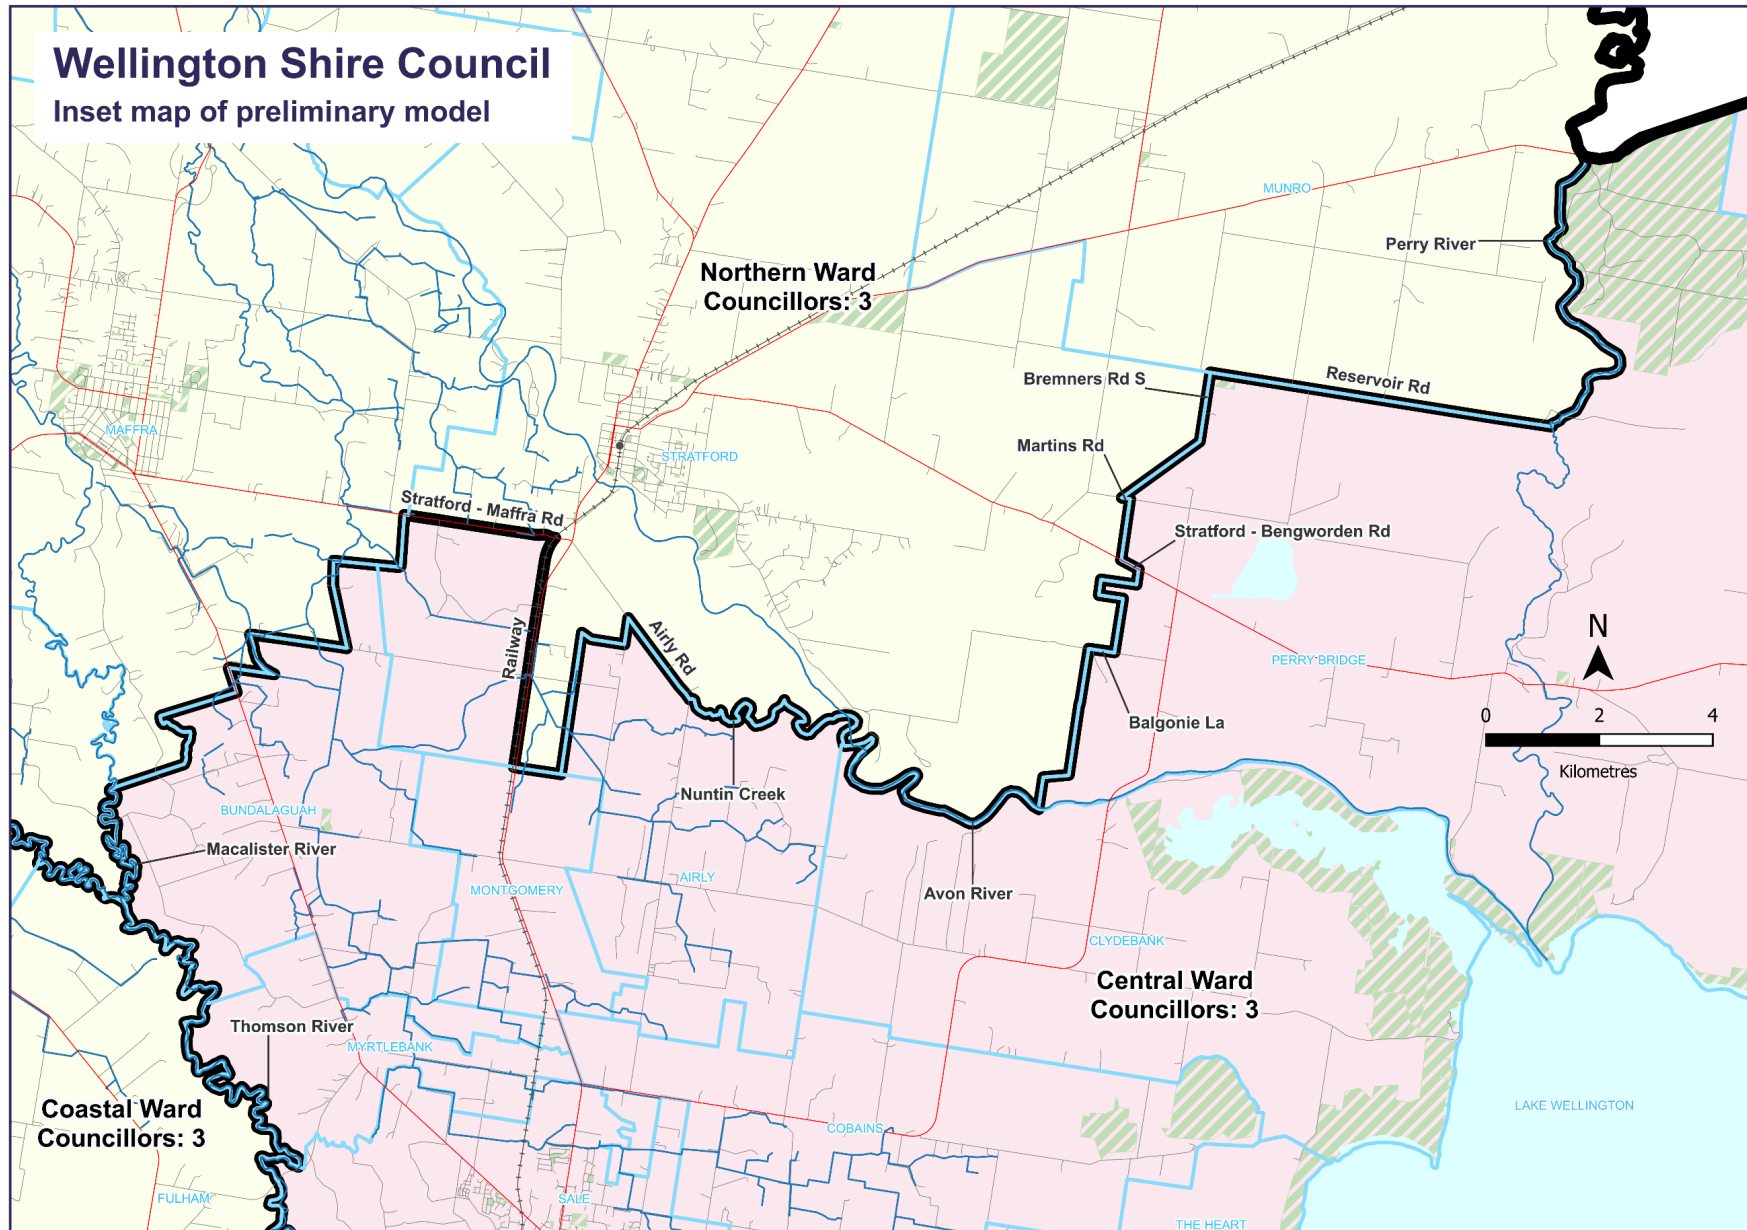 Wellington Shire Council
Inset map of preliminary model
MUNRO
Perry River
Northern Ward
Councillors: 3
Bremners Rd S
Reservoir Rd
MAFFRA
Martins Rd
STRATFORD
Stratford - Maffra Rd
Stratford - Bengworden Rd
N
Railway
Airly Rd
PERRY BRIDGE
Balgonie La
0 2 4
Kilometres
Nuntin Creek
BUNDALAGUAH
Macalister River
MONTGOMERY
AIRLY
Avon River
CLYDEBANK
Central Ward
Councillors: 3
Thomson River
MYRTLEBANK
Coastal Ward
Councillors: 3
LAKE WELLINGTON
COBAINS
FULHAM
SALE
THE HEART